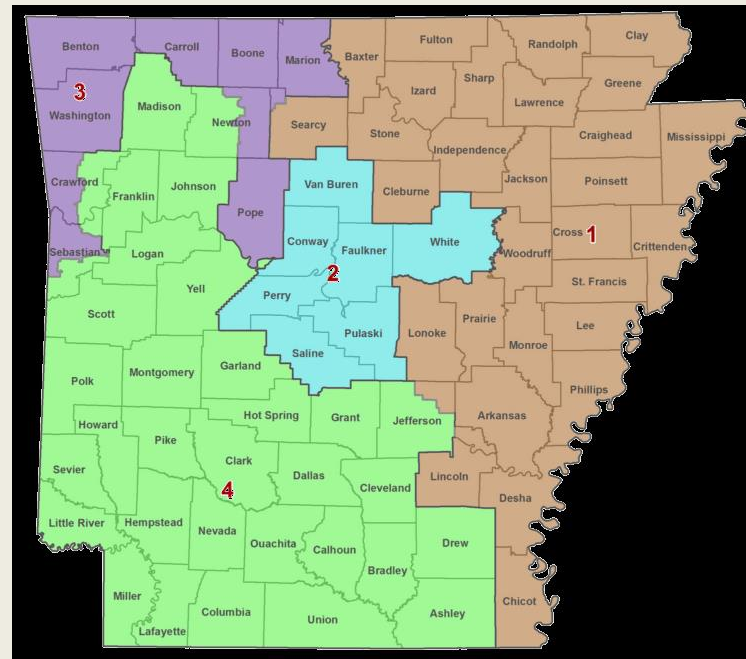 Benton
Carroll
Boone
Marion
Baxter
Fulton
Randolph
Clay
3
Washington
Madison
Newton
Searcy
Izard
Sharp
Lawrence
Greene
Stone
Independence
Craighead
Mississippi
Crawford
Franklin
Johnson
Pope
Van Buren
Cleburne
Jackson
Poinsett
Sebastian
Logan
Conway
Faulkner
White
Woodruff
Cross
1
Crittenden
2
St. Francis
Scott
Yell
Perry
Pulaski
Saline
Lonoke
Prairie
Monroe
Lee
Phillips
Polk
Montgomery
Garland
Hot Spring
Grant
Jefferson
Arkansas
Howard
Pike
Clark
4
Dallas
Cleveland
Lincoln
Desha
Sevier
Little River
Hempstead
Nevada
Ouachita
Calhoun
Bradley
Drew
Miller
Lafayette
Columbia
Union
Ashley
Chicot